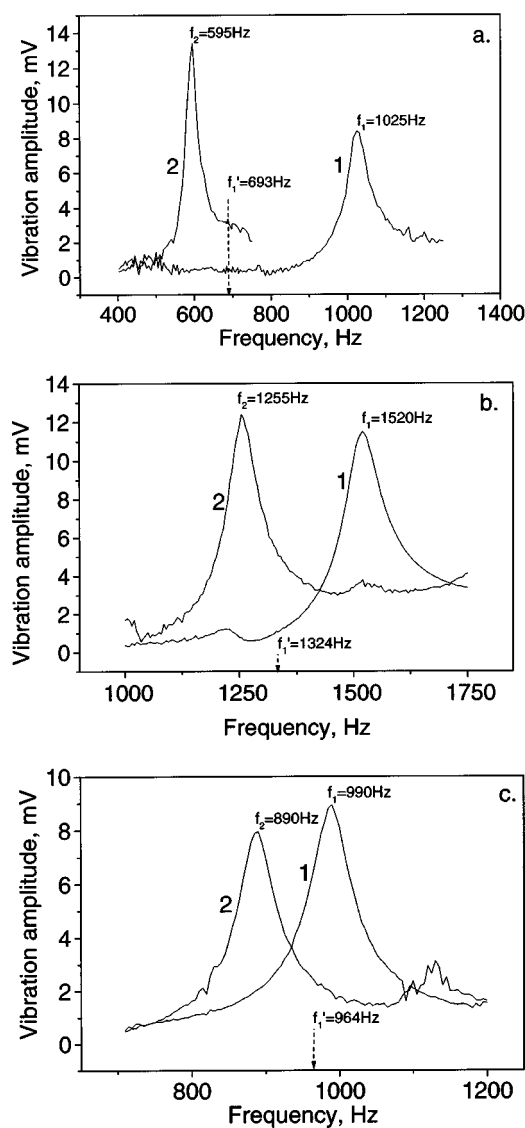 a.
f₂=595Hz
f₁=1025Hz
f₁'=693Hz
2
1
Vibration amplitude, mV
14
12
10
8
6
4
2
0
400 600 800 1000 1200 1400
Frequency, Hz
b.
f₂=1255Hz
f₁=1520Hz
2
1
f₁'=1324Hz
Vibration amplitude, mV
14
12
10
8
6
4
2
0
1000 1250 1500 1750
Frequency, Hz
c.
f₁=990Hz
f₂=890Hz
1
2
f₁'=964Hz
Vibration amplitude, mV
10
8
6
4
2
0
800 1000 1200
Frequency, Hz